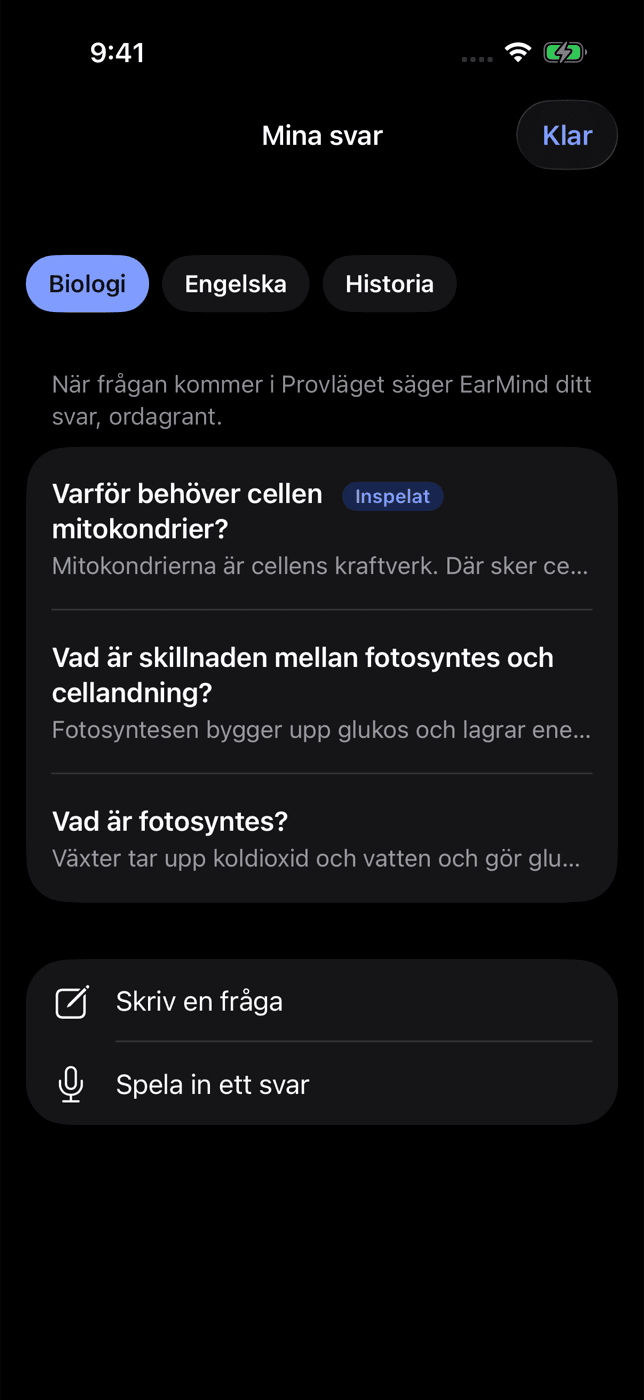 9:41
Mina svar
Klar
Biologi
Engelska
Historia
När frågan kommer i Provläget säger EarMind ditt
svar, ordagrant.
Varför behöver cellen
mitokondrier?
Inspelat
Mitokondrierna är cellens kraftverk. Där sker ce...
Vad är skillnaden mellan fotosyntes och
cellandning?
Fotosyntesen bygger upp glukos och lagrar ene...
Vad är fotosyntes?
Växter tar upp koldioxid och vatten och gör glu...
Skriv en fråga
Spela in ett svar